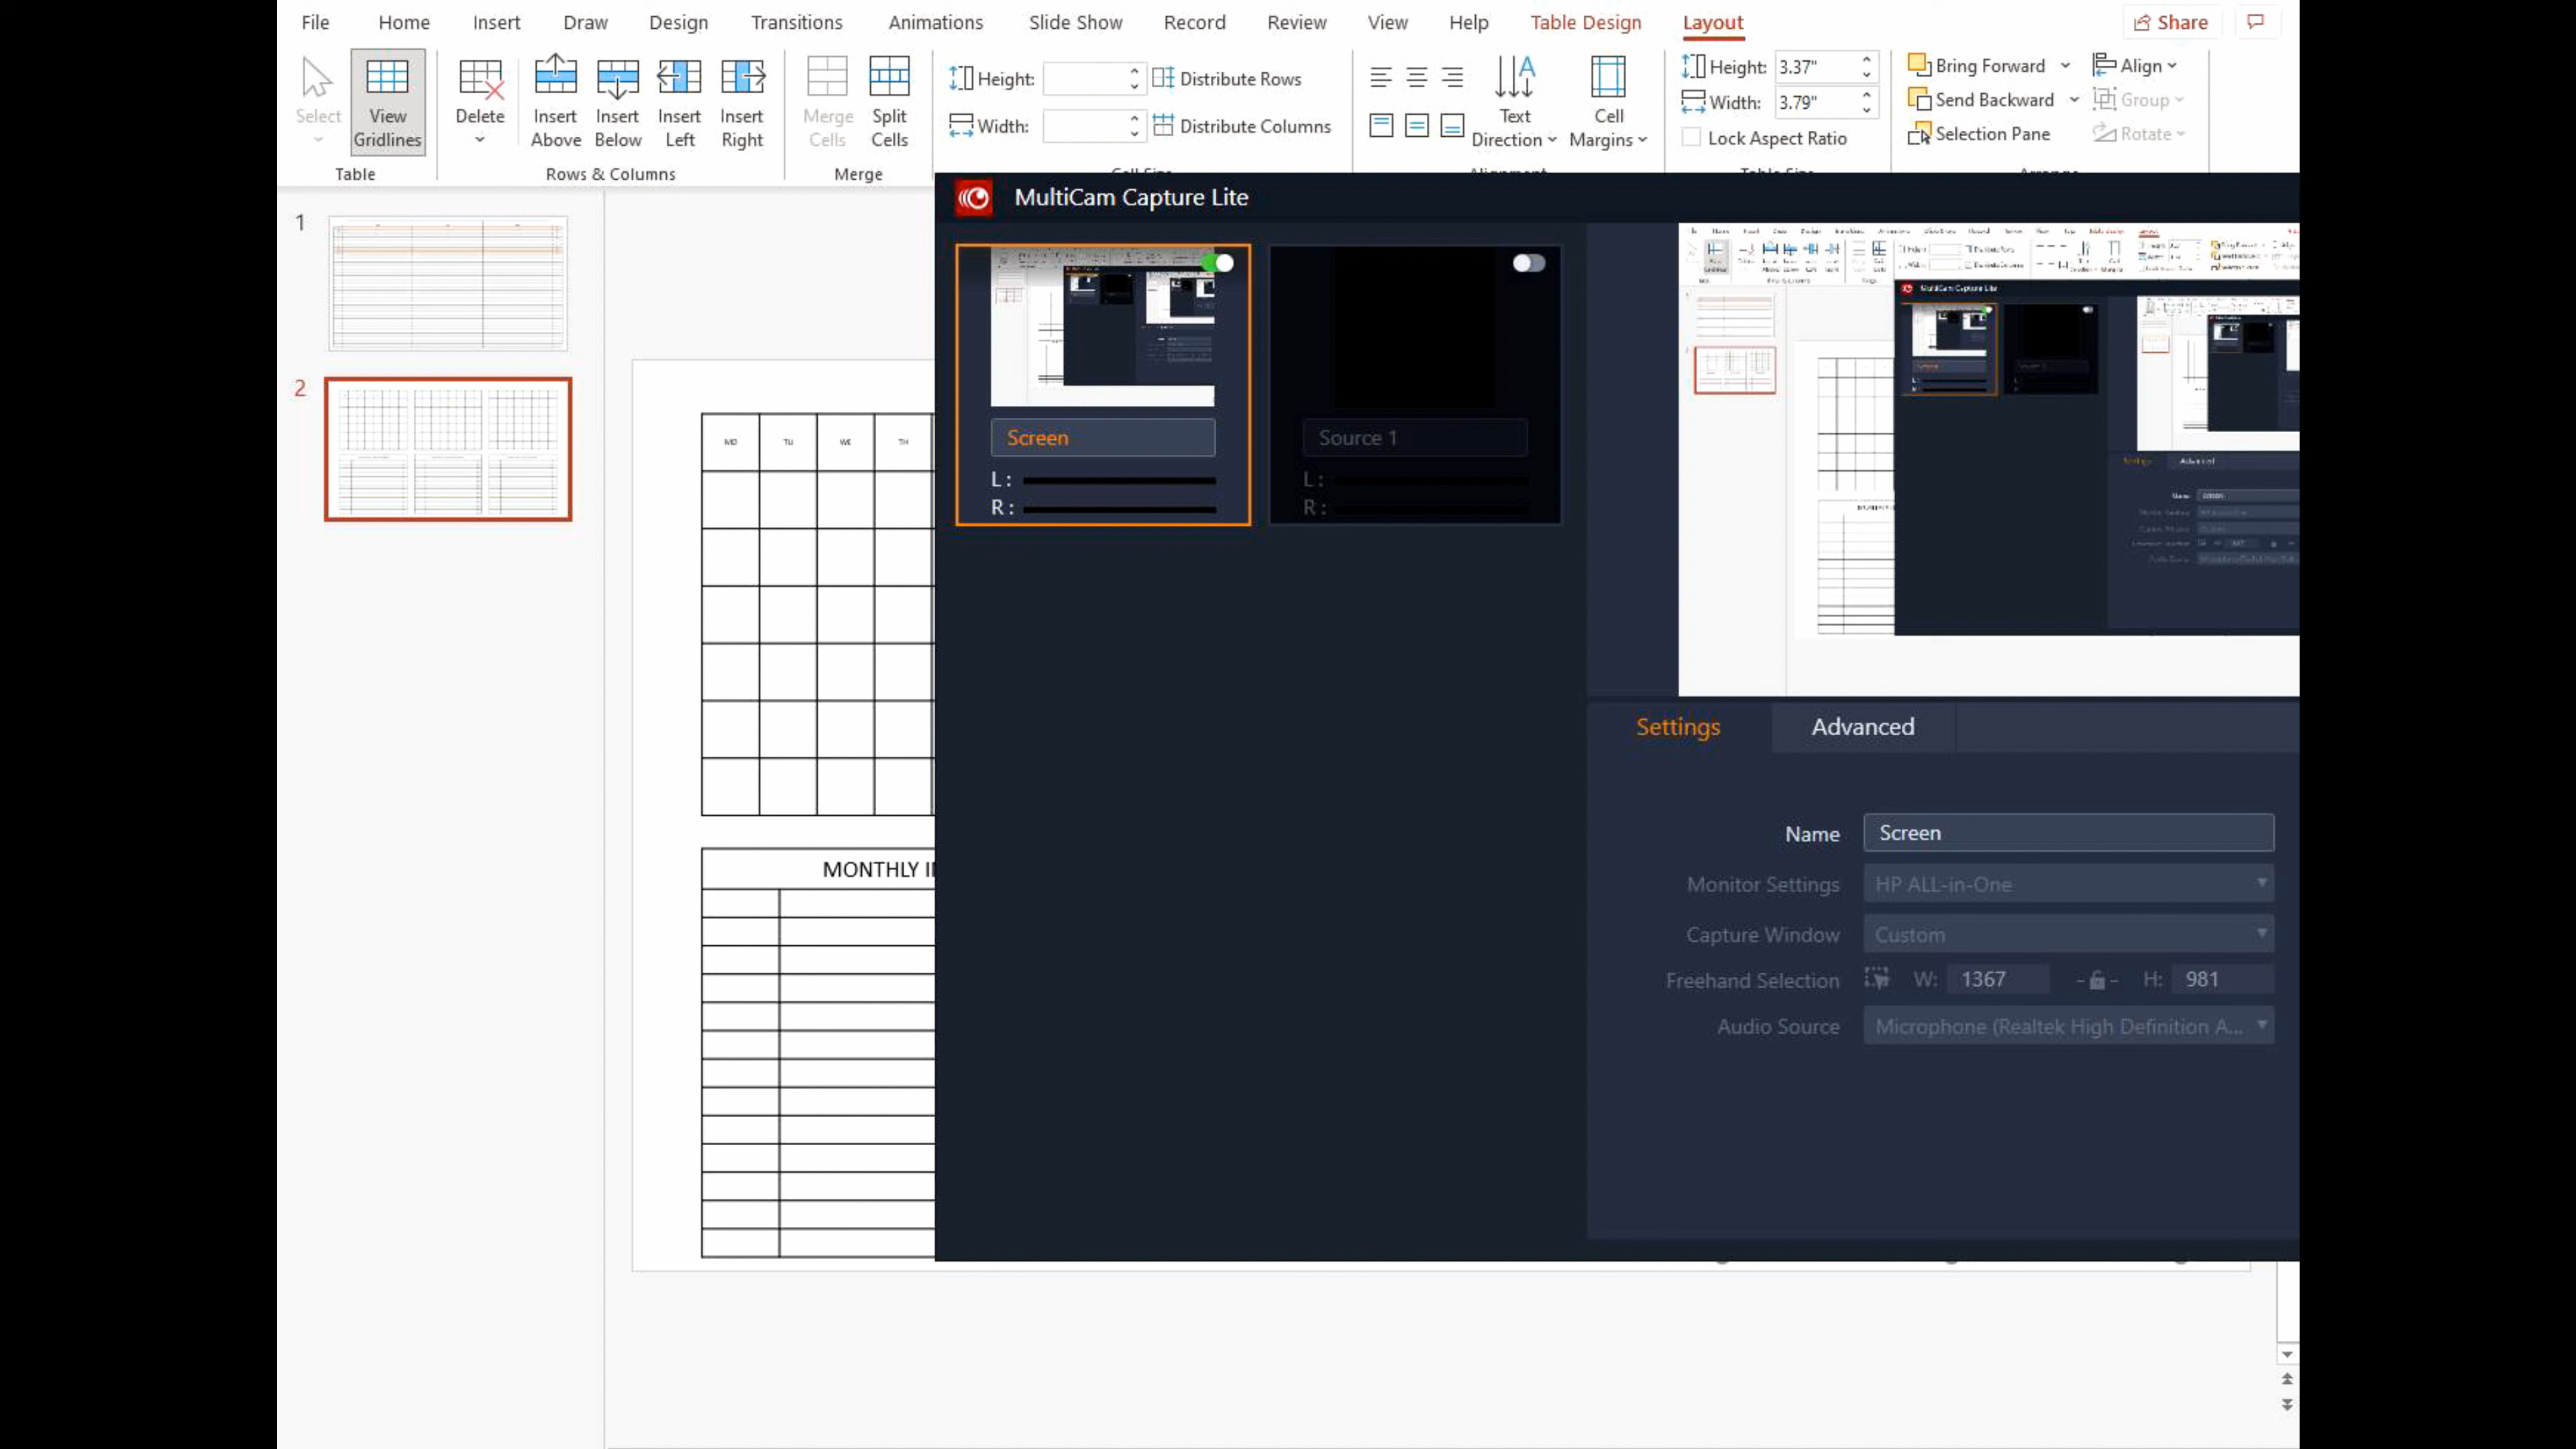 File Home Insert Draw Design Transitions Animations Slide Show Record Review View Help Table Design Layout Share
Select
View Gridlines
Delete
Insert Above
Insert Below
Insert Left
Insert Right
Merge Cells
Split Cells
Height:
Width:
Distribute Rows
Distribute Columns
Text Direction
Cell Margins
Height: 3.37"
Width: 3.79"
Lock Aspect Ratio
Bring Forward
Send Backward
Selection Pane
Align
Group
Rotate
Table
Rows & Columns
Merge
MultiCam Capture Lite
1
2
MO TU WE TH
MONTHLY
Screen
L:
R:
Source 1
L:
R:
Settings Advanced
Name Screen
Monitor Settings HP ALL-in-One
Capture Window Custom
Freehand Selection W: 1367 H: 981
Audio Source Microphone (Realtek High Definition A...